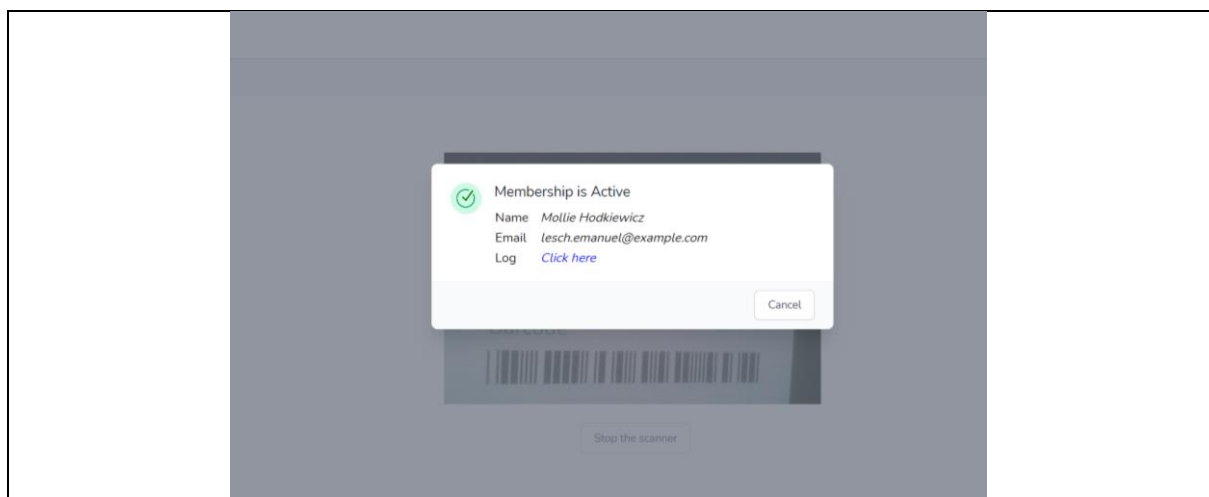 Membership is Active
Name Mollie Hodkiewicz
Email lesch.emanuel@example.com
Log Click here
Cancel
Stop the scanner